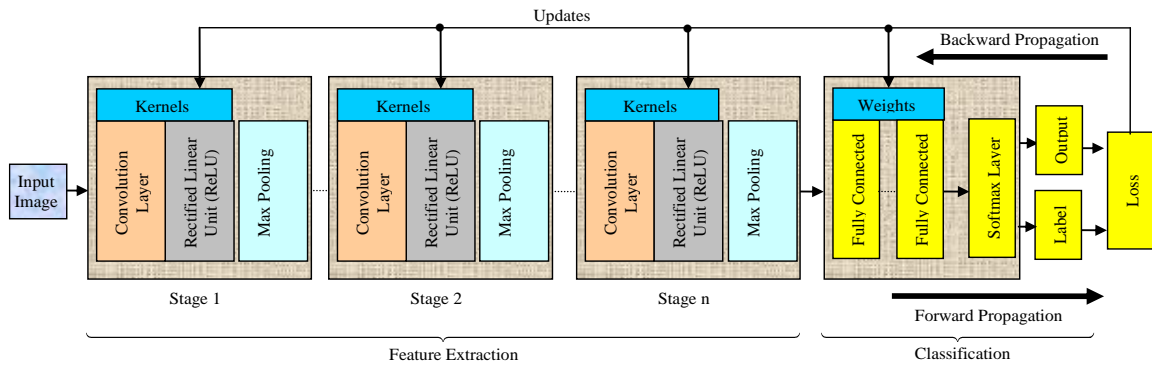 Updates
Backward Propagation
Input
Image
Kernels
Convolution
Layer
Rectified Linear
Unit (ReLU)
Max Pooling
Stage 1
Kernels
Convolution
Layer
Rectified Linear
Unit (ReLU)
Max Pooling
Stage 2
Kernels
Convolution
Layer
Rectified Linear
Unit (ReLU)
Max Pooling
Stage n
Weights
Fully Connected
Fully Connected
Softmax Layer
Output
Label
Loss
Forward Propagation
Feature Extraction
Classification